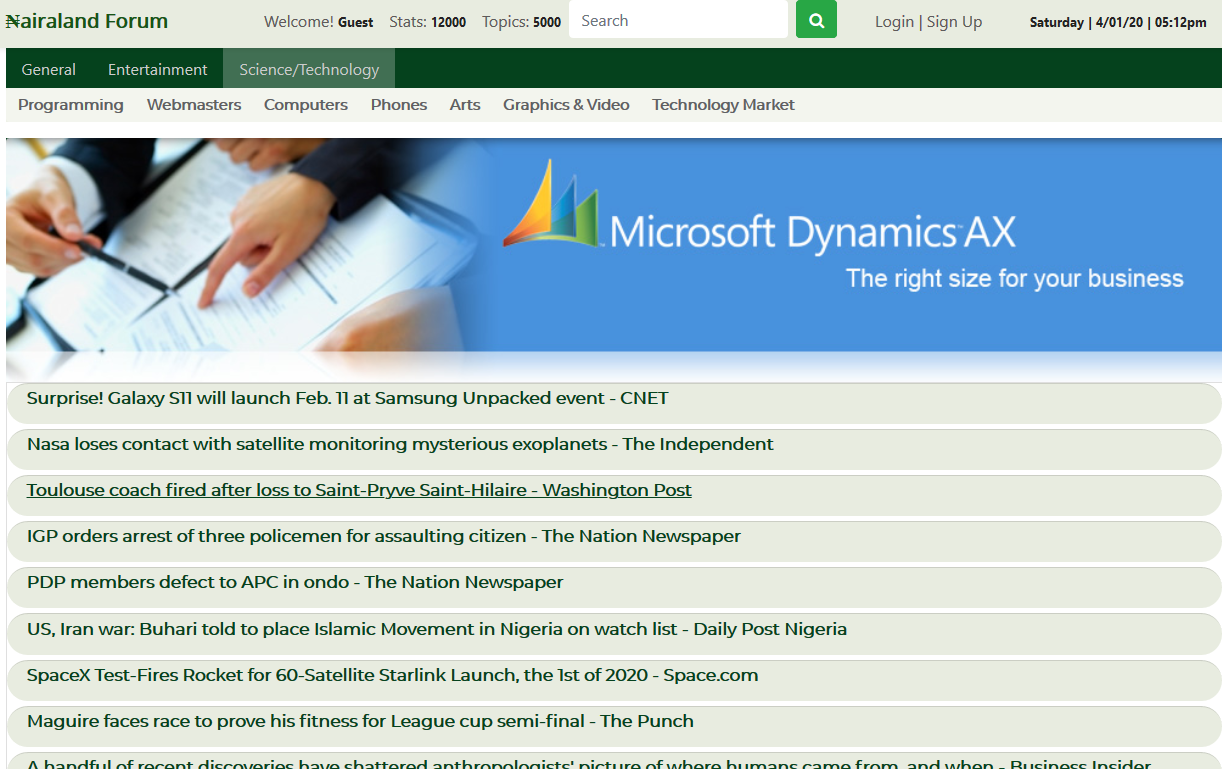 ₦airaland Forum Welcome! Guest Stats: 12000 Topics: 5000 Search Login | Sign Up Saturday | 4/01/20 | 05:12pm
General Entertainment Science/Technology
Programming Webmasters Computers Phones Arts Graphics & Video Technology Market
Microsoft Dynamics AX
The right size for your business
Surprise! Galaxy S11 will launch Feb. 11 at Samsung Unpacked event - CNET
Nasa loses contact with satellite monitoring mysterious exoplanets - The Independent
Toulouse coach fired after loss to Saint-Pryve Saint-Hilaire - Washington Post
IGP orders arrest of three policemen for assaulting citizen - The Nation Newspaper
PDP members defect to APC in ondo - The Nation Newspaper
US, Iran war: Buhari told to place Islamic Movement in Nigeria on watch list - Daily Post Nigeria
SpaceX Test-Fires Rocket for 60-Satellite Starlink Launch, the 1st of 2020 - Space.com
Maguire faces race to prove his fitness for League cup semi-final - The Punch
A handful of recent discoveries have shattered anthropologists' picture of where humans came from, and when - Business Insider